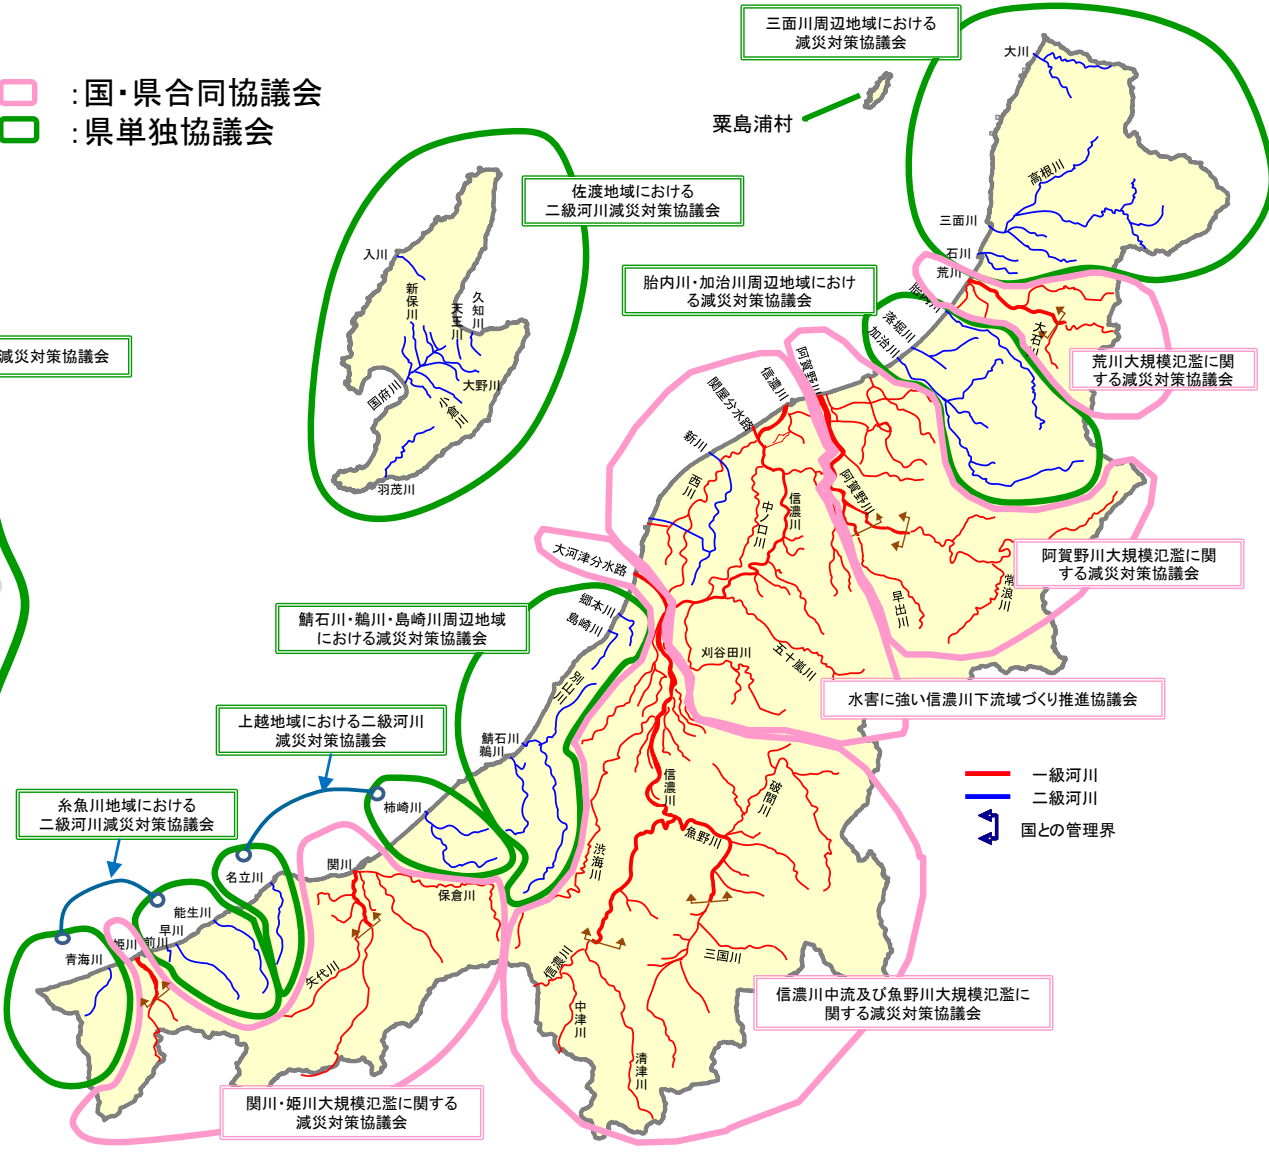 三面川周辺地域における
減災対策協議会
大川
:国・県合同協議会
:県単独協議会
粟島浦村
佐渡地域における
二級河川減災対策協議会
高根川
三面川
石川
荒川
入川
新保川
久知川
天王川
大野川
国府川
小倉川
羽茂川
胎内川・加治川周辺地域におけ
る減災対策協議会
胎内川
落堀川
加治川
大石川
荒川大規模氾濫に関
する減災対策協議会
減災対策協議会
阿賀野川
信濃川
関屋分水路
新川
西川
中ノ口川
信濃川
阿賀野川
阿賀野川大規模氾濫に関
する減災対策協議会
常浪川
早出川
大河津分水路
郷本川
島崎川
鯖石川・鵜川・島崎川周辺地域
における減災対策協議会
刈谷田川
五十嵐川
水害に強い信濃川下流域づくり推進協議会
別山川
上越地域における二級河川
減災対策協議会
鯖石川
鵜川
信濃川
破間川
一級河川
二級河川
国との管理界
糸魚川地域における
二級河川減災対策協議会
柿崎川
魚野川
渋海川
関川
保倉川
名立川
能生川
早川
前川
姫川
青海川
矢代川
信濃川
三国川
中津川
清津川
信濃川中流及び魚野川大規模氾濫に
関する減災対策協議会
関川・姫川大規模氾濫に関する
減災対策協議会